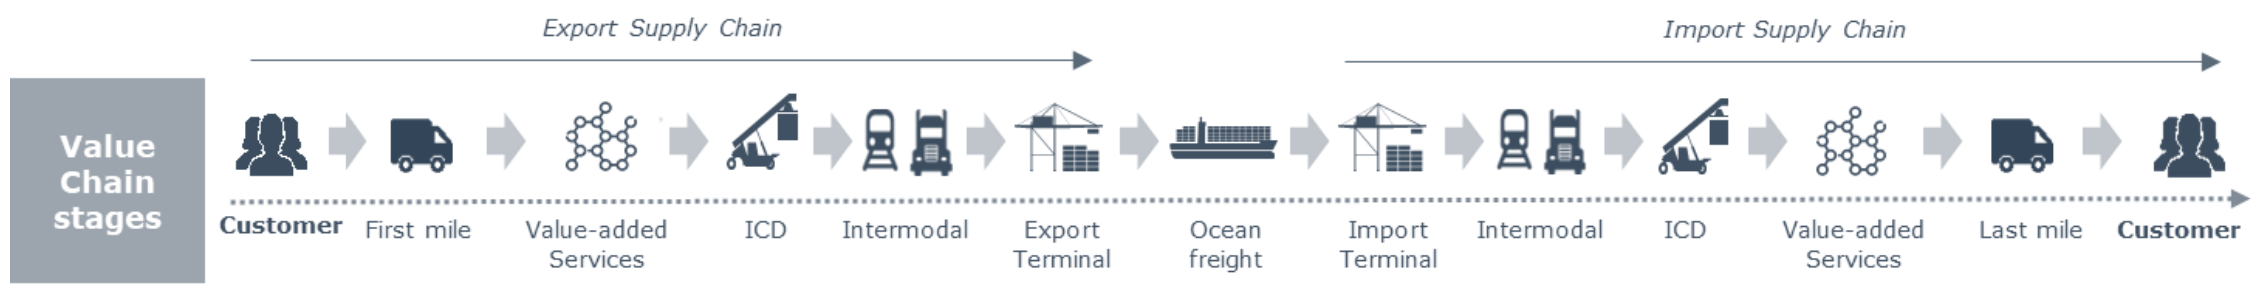 Export Supply Chain
Import Supply Chain
Value
Chain
stages
Customer
First mile
Value-added
Services
ICD
Intermodal
Export
Terminal
Ocean
freight
Import
Terminal
Intermodal
ICD
Value-added
Services
Last mile
Customer